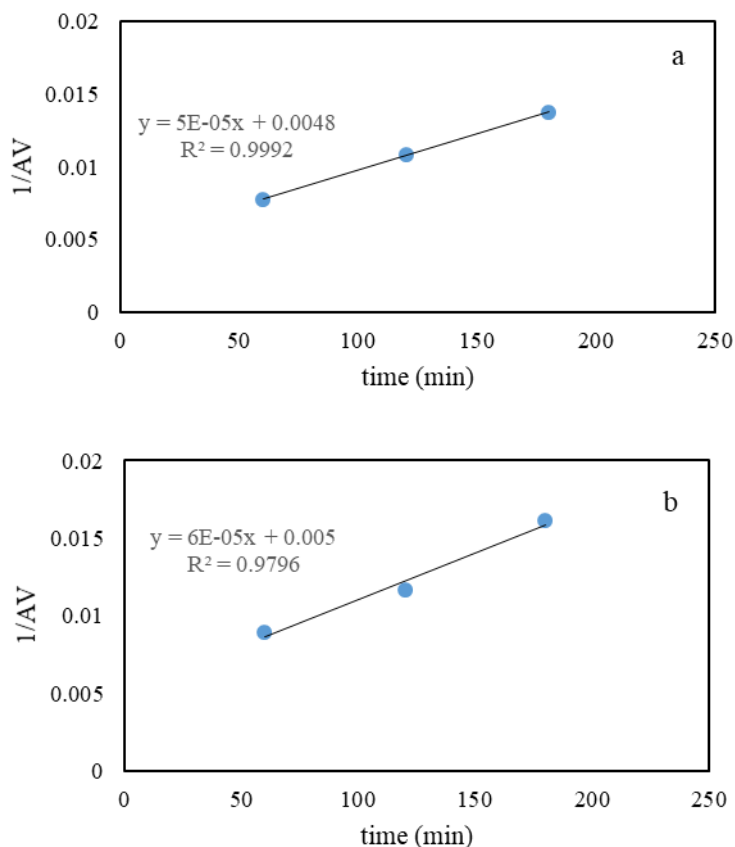 0.02
a
0.015
y = 5E-05x + 0.0048
R² = 0.9992
1/AV
0.01
0.005
0
0 50 100 150 200 250
time (min)
0.02
b
0.015
y = 6E-05x + 0.005
R² = 0.9796
1/AV
0.01
0.005
0
0 50 100 150 200 250
time (min)